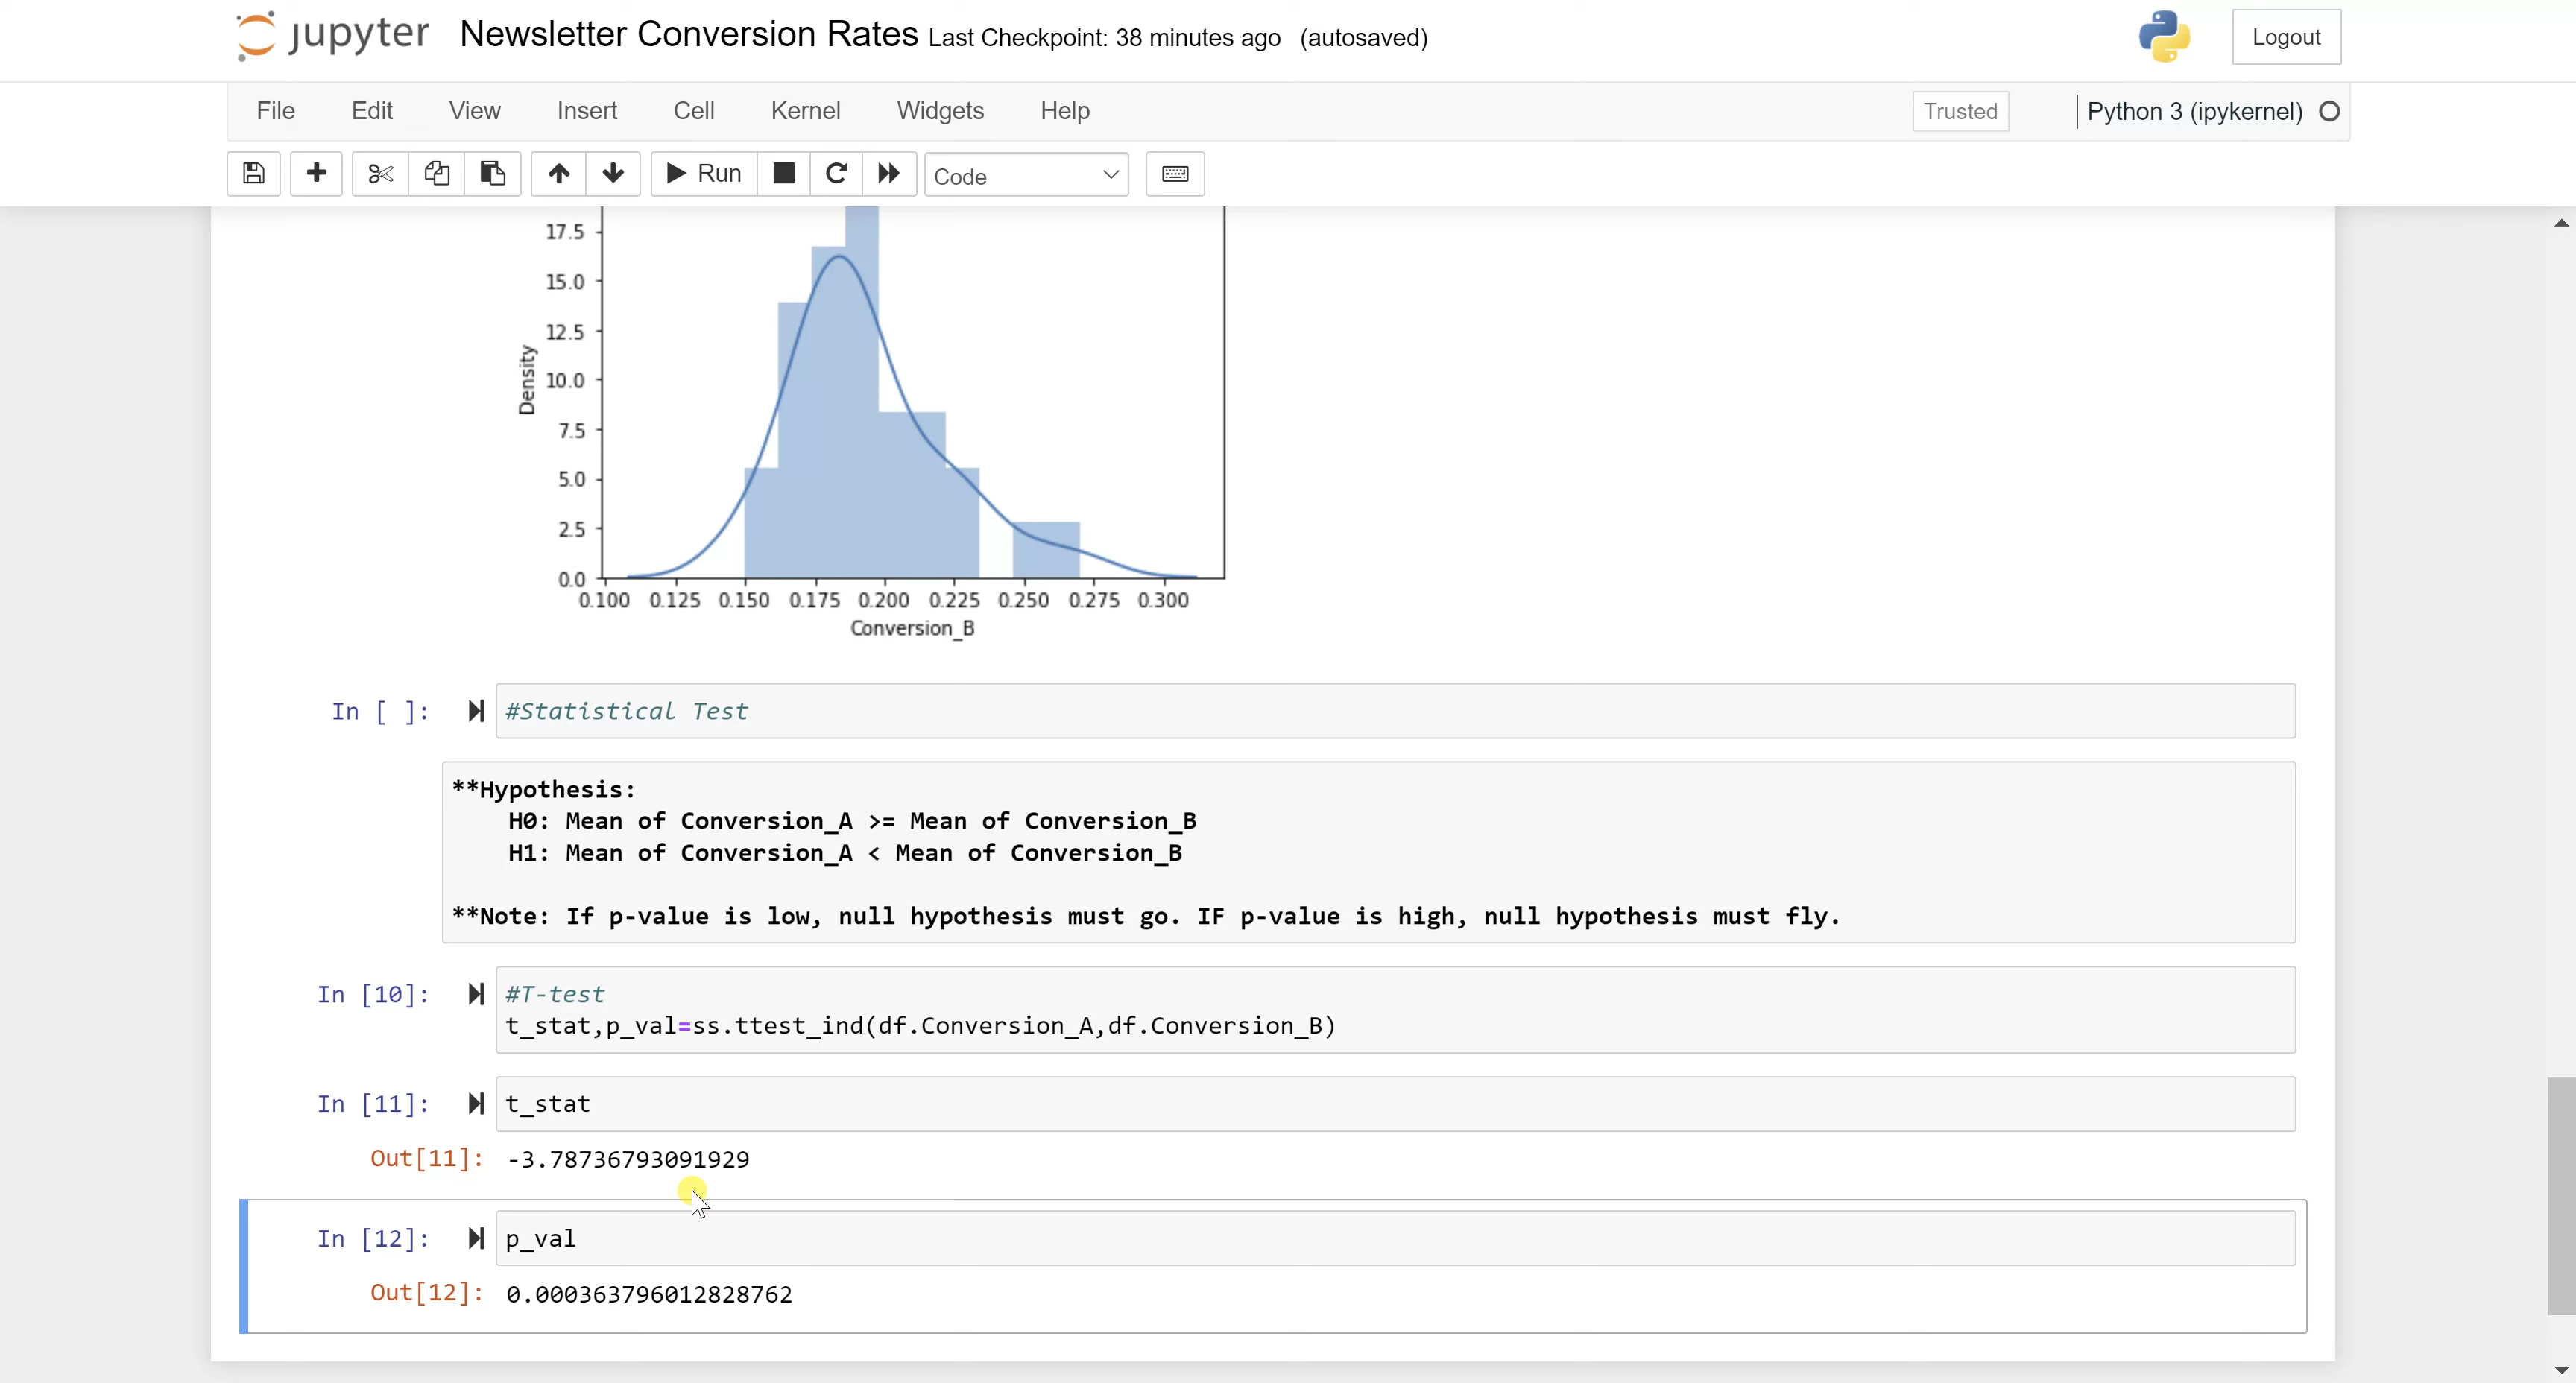 jupyter Newsletter Conversion Rates Last Checkpoint: 38 minutes ago (autosaved)
Logout
File Edit View Insert Cell Kernel Widgets Help
Trusted Python 3 (ipykernel)
Run Code
17.5
15.0
12.5
10.0
7.5
5.0
2.5
0.0
Density
0.100 0.125 0.150 0.175 0.200 0.225 0.250 0.275 0.300
Conversion_B
In [ ]: #Statistical Test
**Hypothesis:
H0: Mean of Conversion_A >= Mean of Conversion_B
H1: Mean of Conversion_A < Mean of Conversion_B
**Note: If p-value is low, null hypothesis must go. IF p-value is high, null hypothesis must fly.
In [10]: #T-test
t_stat,p_val=ss.ttest_ind(df.Conversion_A,df.Conversion_B)
In [11]: t_stat
Out[11]: -3.78736793091929
In [12]: p_val
Out[12]: 0.000363796012828762